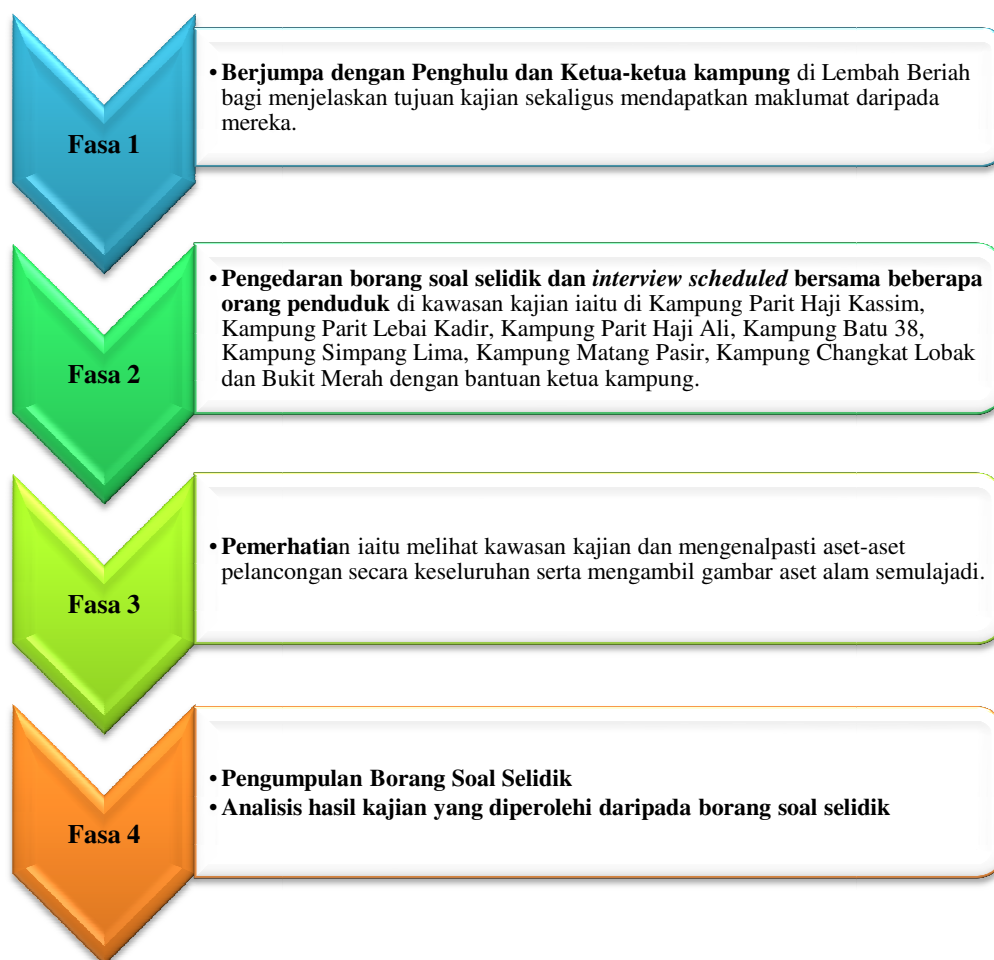 Fasa 1
• Berjumpa dengan Penghulu dan Ketua-ketua kampung di Lembah Beriah
bagi menjelaskan tujuan kajian sekaligus mendapatkan maklumat daripada
mereka.
Fasa 2
• Pengedaran borang soal selidik dan interview scheduled bersama beberapa
orang penduduk di kawasan kajian iaitu di Kampung Parit Haji Kassim,
Kampung Parit Lebai Kadir, Kampung Parit Haji Ali, Kampung Batu 38,
Kampung Simpang Lima, Kampung Matang Pasir, Kampung Changkat Lobak
dan Bukit Merah dengan bantuan ketua kampung.
Fasa 3
• Pemerhatian iaitu melihat kawasan kajian dan mengenalpasti aset-aset
pelancongan secara keseluruhan serta mengambil gambar aset alam semulajadi.
Fasa 4
• Pengumpulan Borang Soal Selidik
• Analisis hasil kajian yang diperolehi daripada borang soal selidik